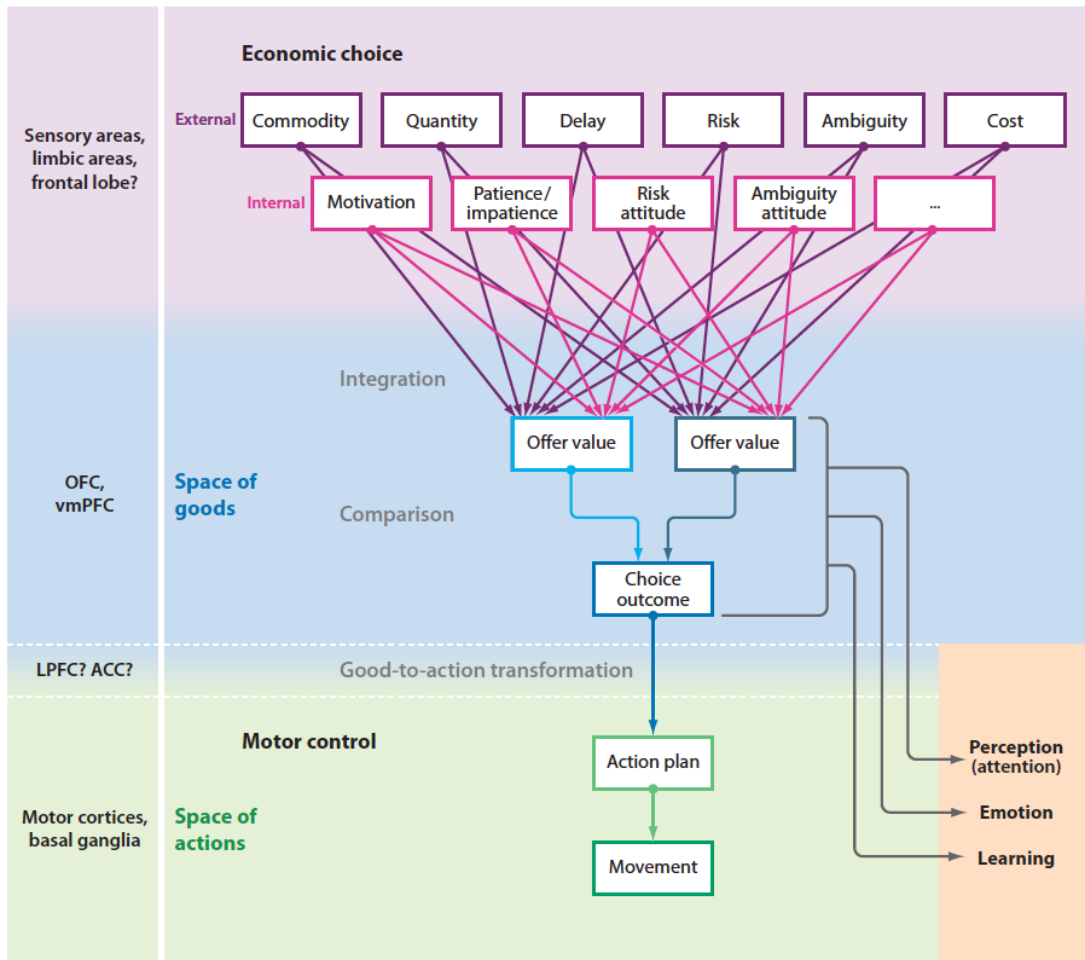 Economic choice
External
Commodity
Quantity
Delay
Risk
Ambiguity
Cost
Sensory areas,
limbic areas,
frontal lobe?
Internal
Motivation
Patience/
impatience
Risk
attitude
Ambiguity
attitude
...
Integration
Offer value
Offer value
OFC,
vmPFC
Space of
goods
Comparison
Choice
outcome
LPFC? ACC?
Good-to-action transformation
Motor control
Action plan
Perception
(attention)
Motor cortices,
basal ganglia
Space of
actions
Emotion
Movement
Learning